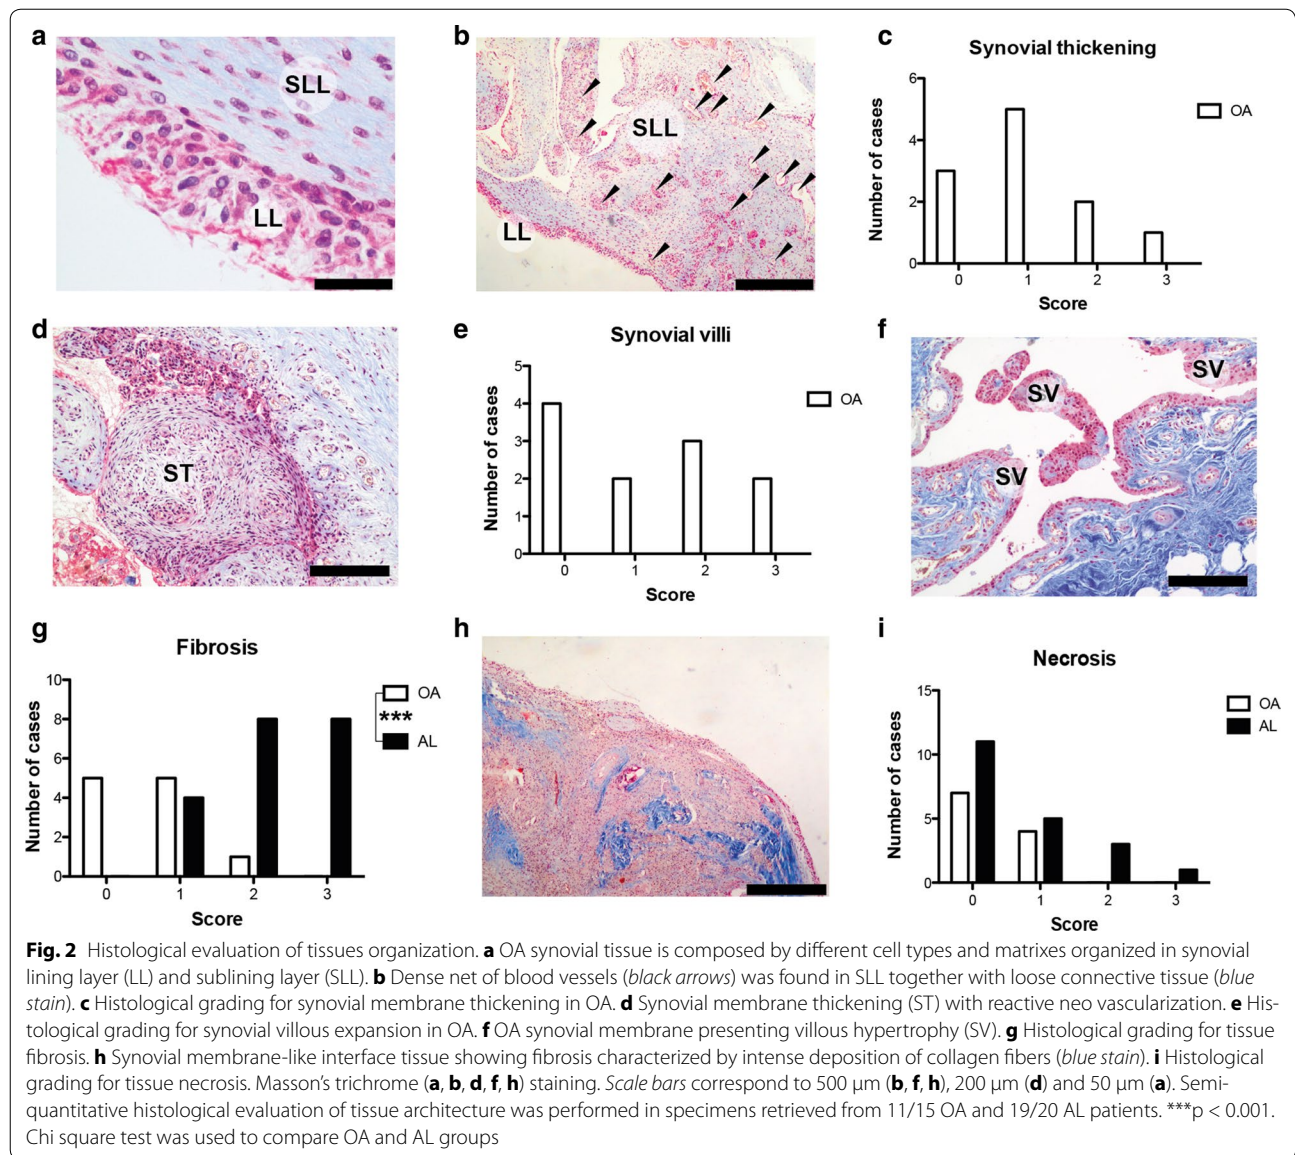 a
SLL
LL
b
SLL
LL
c
Synovial thickening
6
4
2
0
Number of cases
0 1 2 3
Score
OA
d
ST
e
Synovial villi
5
4
3
2
1
0
Number of cases
0 1 2 3
Score
OA
f
SV
SV
SV
g
Fibrosis
10
8
6
4
2
0
Number of cases
0 1 2 3
Score
OA
***
AL
h
i
Necrosis
15
10
5
0
Number of cases
0 1 2 3
Score
OA
AL
Fig. 2 Histological evaluation of tissues organization. a OA synovial tissue is composed by different cell types and matrixes organized in synovial
lining layer (LL) and sublining layer (SLL). b Dense net of blood vessels (black arrows) was found in SLL together with loose connective tissue (blue
stain). c Histological grading for synovial membrane thickening in OA. d Synovial membrane thickening (ST) with reactive neo vascularization. e His-
tological grading for synovial villous expansion in OA. f OA synovial membrane presenting villous hypertrophy (SV). g Histological grading for tissue
fibrosis. h Synovial membrane-like interface tissue showing fibrosis characterized by intense deposition of collagen fibers (blue stain). i Histological
grading for tissue necrosis. Masson's trichrome (a, b, d, f, h) staining. Scale bars correspond to 500 µm (b, f, h), 200 µm (d) and 50 µm (a). Semi-
quantitative histological evaluation of tissue architecture was performed in specimens retrieved from 11/15 OA and 19/20 AL patients. ***p < 0.001.
Chi square test was used to compare OA and AL groups